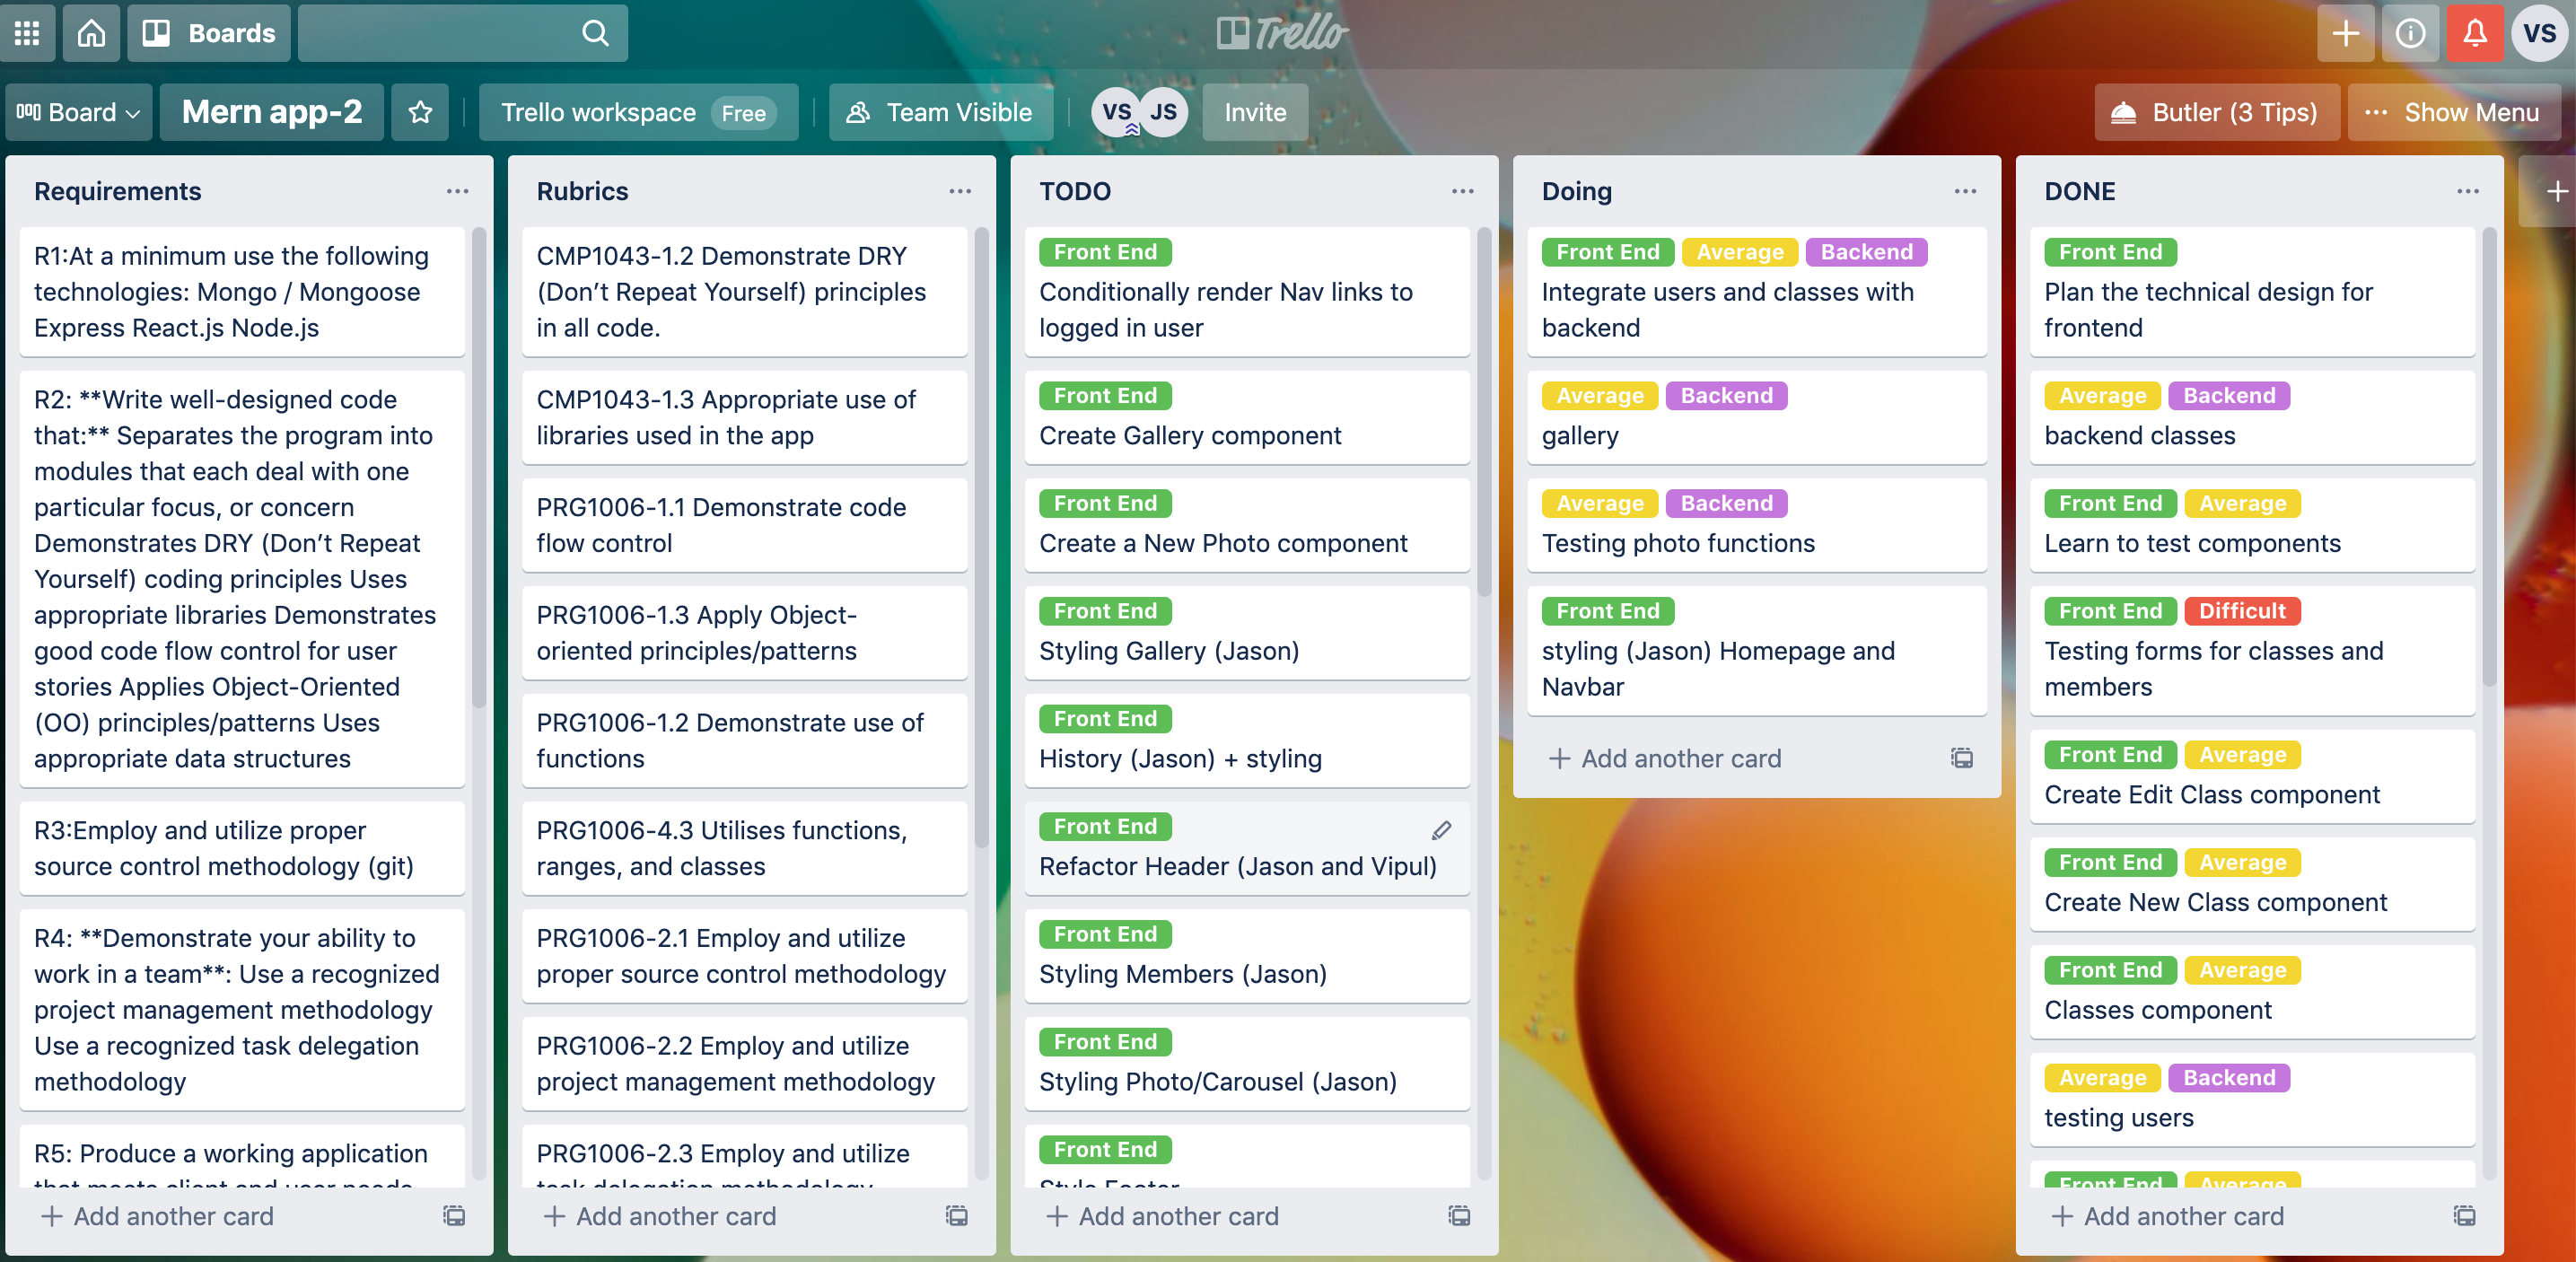 Boards
Trello
VS
Board
Mern app-2
Trello workspace Free
Team Visible
VS JS
Invite
Butler (3 Tips)
... Show Menu
Requirements
R1:At a minimum use the following
technologies: Mongo / Mongoose
Express React.js Node.js
R2: **Write well-designed code
that:** Separates the program into
modules that each deal with one
particular focus, or concern
Demonstrates DRY (Don’t Repeat
Yourself) coding principles Uses
appropriate libraries Demonstrates
good code flow control for user
stories Applies Object-Oriented
(OO) principles/patterns Uses
appropriate data structures
R3:Employ and utilize proper
source control methodology (git)
R4: **Demonstrate your ability to
work in a team**: Use a recognized
project management methodology
Use a recognized task delegation
methodology
R5: Produce a working application
that meets client and user needs
+ Add another card
Rubrics
CMP1043-1.2 Demonstrate DRY
(Don’t Repeat Yourself) principles
in all code.
CMP1043-1.3 Appropriate use of
libraries used in the app
PRG1006-1.1 Demonstrate code
flow control
PRG1006-1.3 Apply Object-
oriented principles/patterns
PRG1006-1.2 Demonstrate use of
functions
PRG1006-4.3 Utilises functions,
ranges, and classes
PRG1006-2.1 Employ and utilize
proper source control methodology
PRG1006-2.2 Employ and utilize
project management methodology
PRG1006-2.3 Employ and utilize
task delegation methodology
+ Add another card
TODO
Front End
Conditionally render Nav links to
logged in user
Front End
Create Gallery component
Front End
Create a New Photo component
Front End
Styling Gallery (Jason)
Front End
History (Jason) + styling
Front End
Refactor Header (Jason and Vipul)
Front End
Styling Members (Jason)
Front End
Styling Photo/Carousel (Jason)
Front End
Style Footer
+ Add another card
Doing
Front End Average Backend
Integrate users and classes with
backend
Average Backend
gallery
Average Backend
Testing photo functions
Front End
styling (Jason) Homepage and
Navbar
+ Add another card
DONE
Front End
Plan the technical design for
frontend
Average Backend
backend classes
Front End Average
Learn to test components
Front End Difficult
Testing forms for classes and
members
Front End Average
Create Edit Class component
Front End Average
Create New Class component
Front End Average
Classes component
Average Backend
testing users
Front End Average
+ Add another card